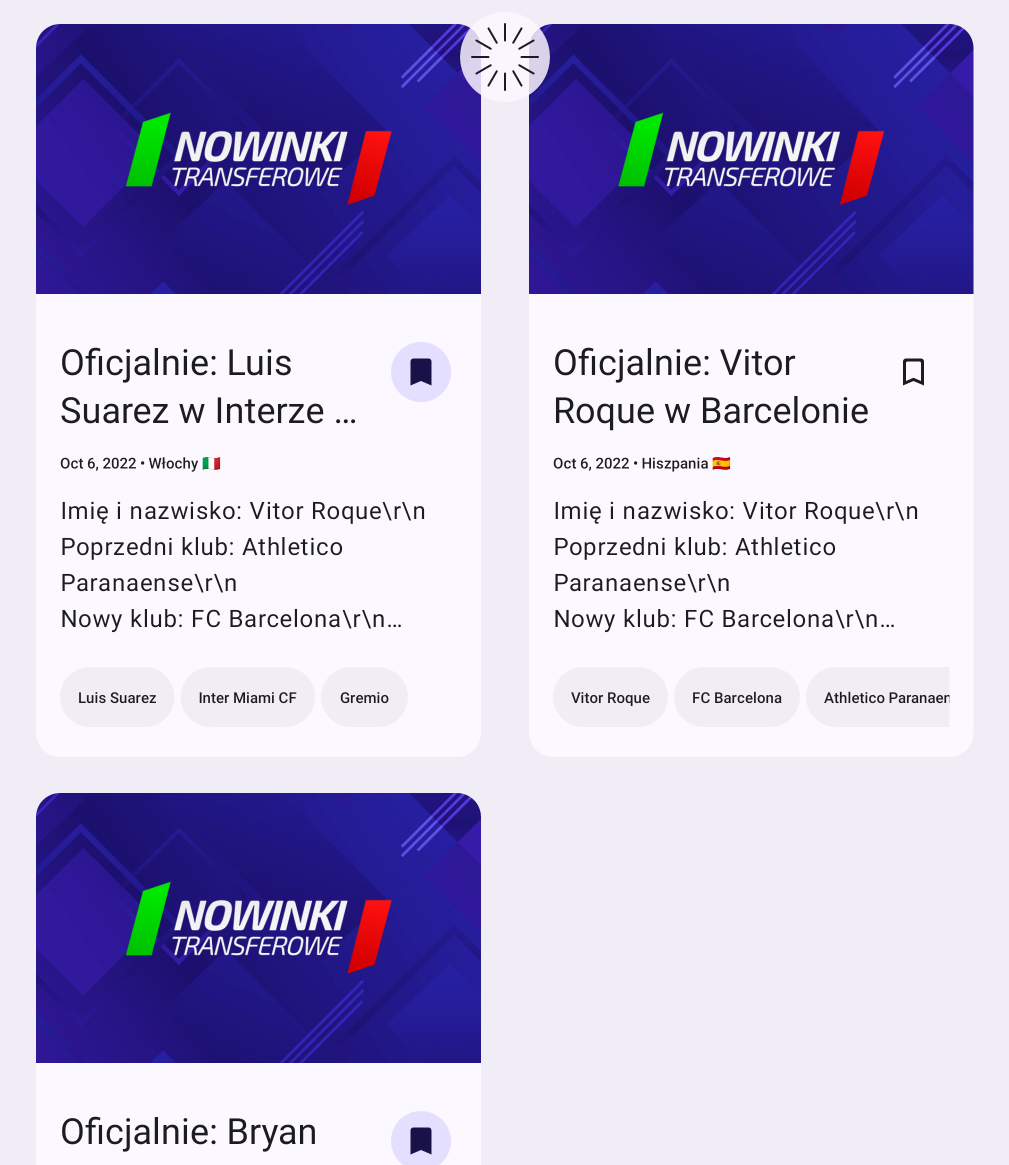 NOWINKI
TRANSFEROWE
Oficjalnie: Luis
Suarez w Interze …
Oct 6, 2022 • Włochy 🇮🇹
Imię i nazwisko: Vitor Roque\r\n
Poprzedni klub: Athletico
Paranaense\r\n
Nowy klub: FC Barcelona\r\n…
Luis Suarez
Inter Miami CF
Gremio
NOWINKI
TRANSFEROWE
Oficjalnie: Vitor
Roque w Barcelonie
Oct 6, 2022 • Hiszpania 🇪🇸
Imię i nazwisko: Vitor Roque\r\n
Poprzedni klub: Athletico
Paranaense\r\n
Nowy klub: FC Barcelona\r\n…
Vitor Roque
FC Barcelona
Athletico Paranaen
NOWINKI
TRANSFEROWE
Oficjalnie: Bryan